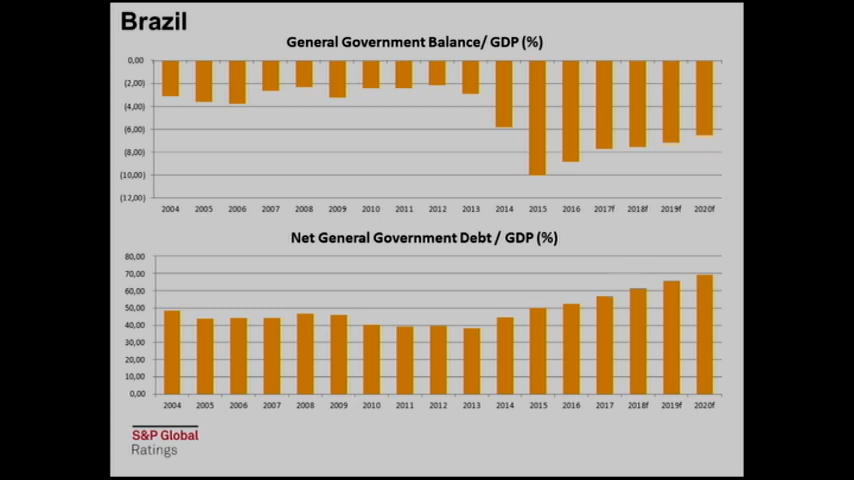 Brazil
General Government Balance/ GDP (%)
0,00
(2,00)
(4,00)
(6,00)
(8,00)
(10,00)
(12,00)
2004 2005 2006 2007 2008 2009 2010 2011 2012 2013 2014 2015 2016 2017f 2018f 2019f 2020f
Net General Government Debt / GDP (%)
80,00
70,00
60,00
50,00
40,00
30,00
20,00
10,00
0,00
2004 2005 2006 2007 2008 2009 2010 2011 2012 2013 2014 2015 2016 2017 2018f 2019f 2020f
S&P Global
Ratings